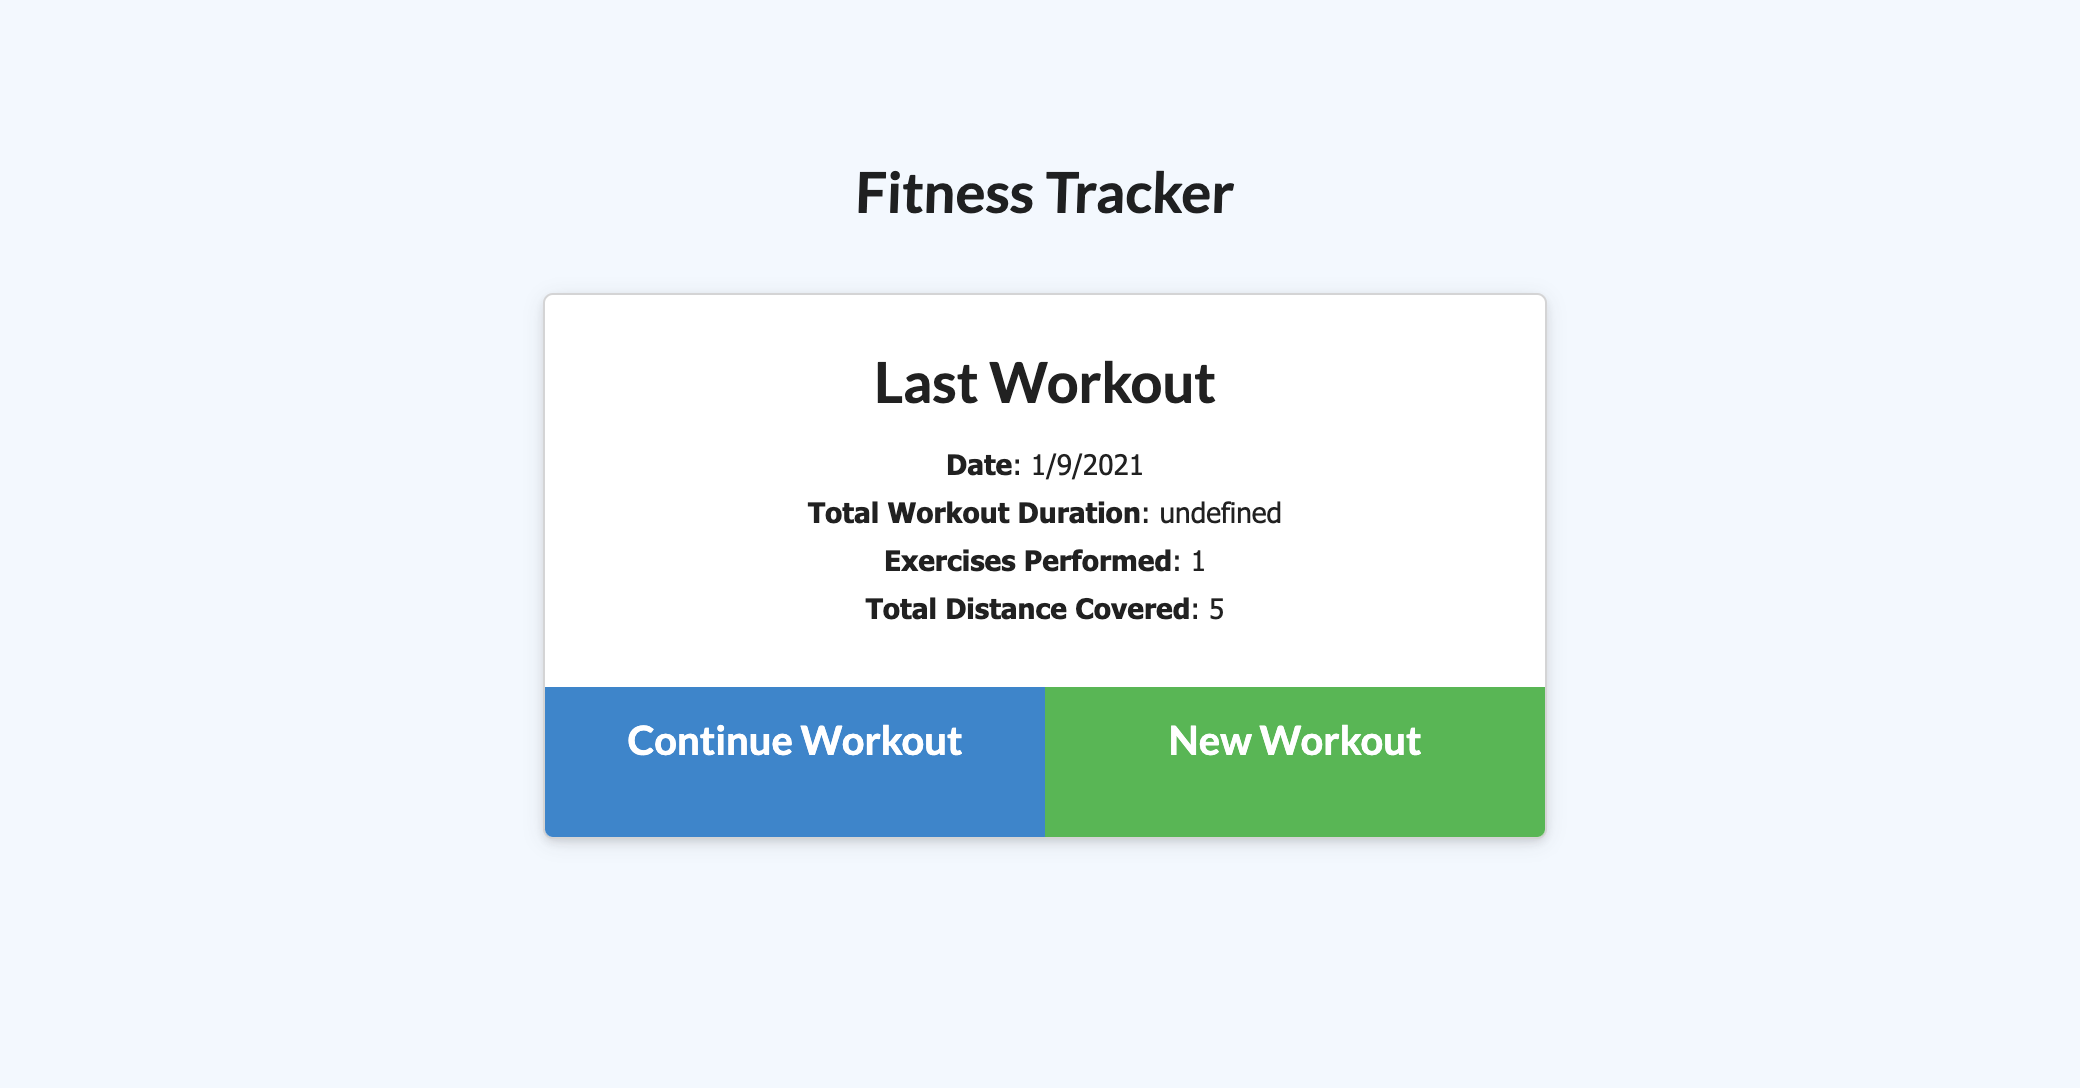 Fitness Tracker
Last Workout
Date: 1/9/2021
Total Workout Duration: undefined
Exercises Performed: 1
Total Distance Covered: 5
Continue Workout
New Workout